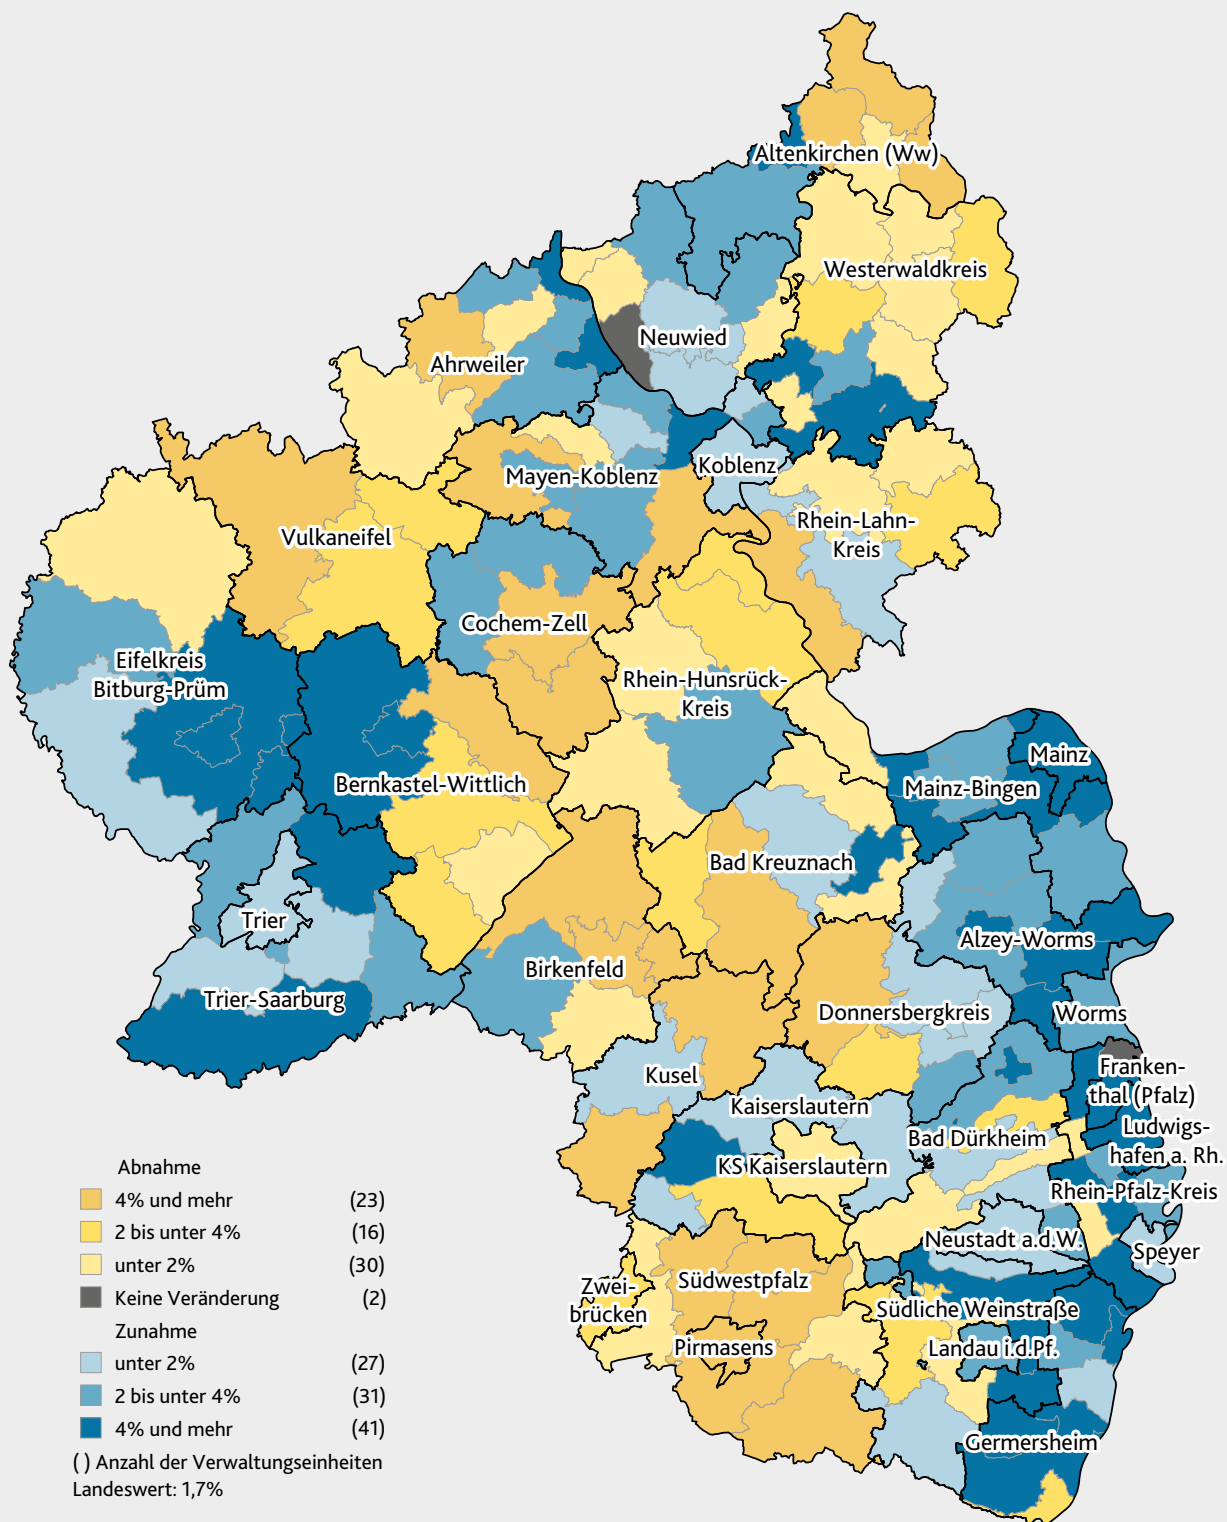 Altenkirchen (Ww)
Westerwaldkreis
Neuwied
Ahrweiler
Koblenz
Mayen-Koblenz
Rhein-Lahn-
Kreis
Vulkaneifel
Cochem-Zell
Eifelkreis
Bitburg-Prüm
Rhein-Hunsrück-
Kreis
Mainz
Mainz-Bingen
Bernkastel-Wittlich
Bad Kreuznach
Trier
Alzey-Worms
Birkenfeld
Trier-Saarburg
Donnersbergkreis
Worms
Kusel
Franken-
thal (Pfalz)
Kaiserslautern
Ludwigs-
hafen a. Rh.
Bad Dürkheim
KS Kaiserslautern
Rhein-Pfalz-Kreis
Neustadt a.d.W.
Speyer
Zwei-
brücken
Südwestpfalz
Südliche Weinstraße
Pirmasens
Landau i.d.Pf.
Germersheim
Abnahme
4% und mehr (23)
2 bis unter 4% (16)
unter 2% (30)
Keine Veränderung (2)
Zunahme
unter 2% (27)
2 bis unter 4% (31)
4% und mehr (41)
( ) Anzahl der Verwaltungseinheiten
Landeswert: 1,7%